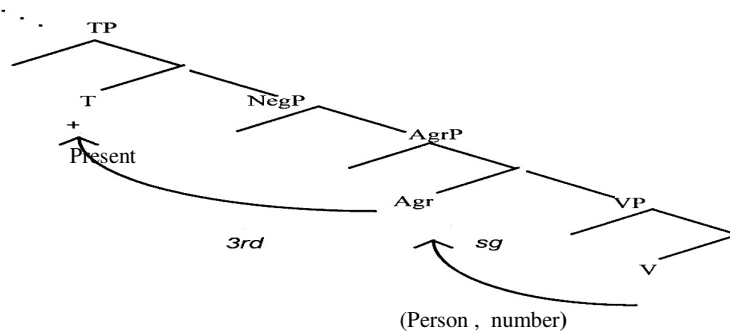 TP
T
NegP
+
Present
AgrP
Agr
VP
3rd
sg
V
(Person , number)